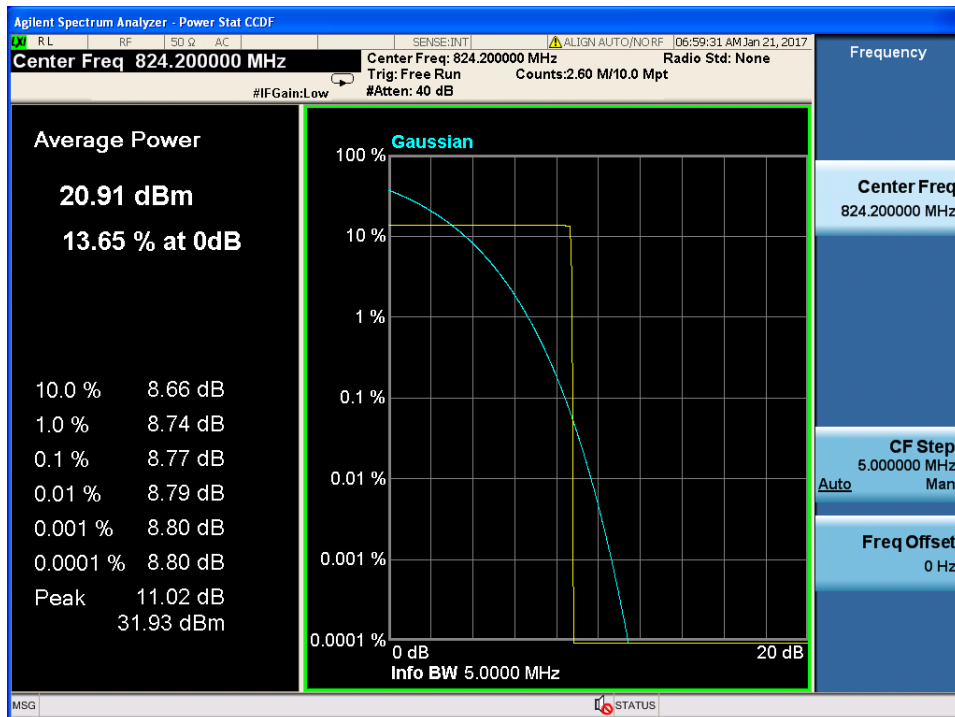 Agilent Spectrum Analyzer - Power Stat CCDF
LXI RL RF 50 Ω AC SENSE:INT ALIGN AUTO/NO RF 06:59:31 AM Jan 21, 2017
Center Freq 824.200000 MHz
#IFGain:Low
Center Freq: 824.200000 MHz Radio Std: None
Trig: Free Run Counts:2.60 M/10.0 Mpt
#Atten: 40 dB
Average Power
20.91 dBm
13.65 % at 0dB
10.0 % 8.66 dB
1.0 % 8.74 dB
0.1 % 8.77 dB
0.01 % 8.79 dB
0.001 % 8.80 dB
0.0001 % 8.80 dB
Peak 11.02 dB
31.93 dBm
Gaussian
100 %
10 %
1 %
0.1 %
0.01 %
0.001 %
0.0001 %
0 dB 20 dB
Info BW 5.0000 MHz
Frequency
Center Freq
824.200000 MHz
CF Step
5.000000 MHz
Auto Man
Freq Offset
0 Hz
MSG STATUS